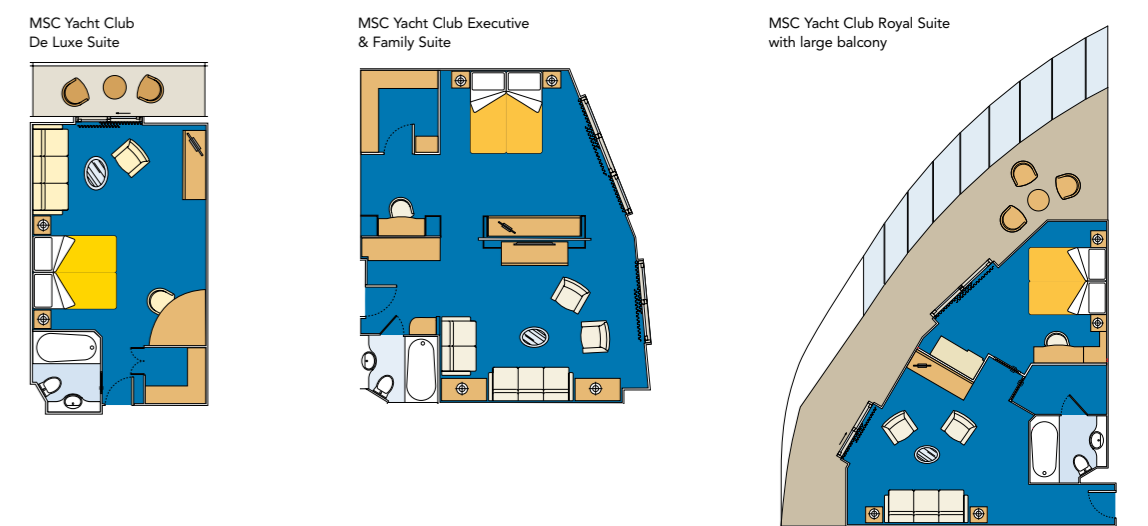 MSC Yacht Club
De Luxe Suite
MSC Yacht Club Executive
& Family Suite
MSC Yacht Club Royal Suite
with large balcony